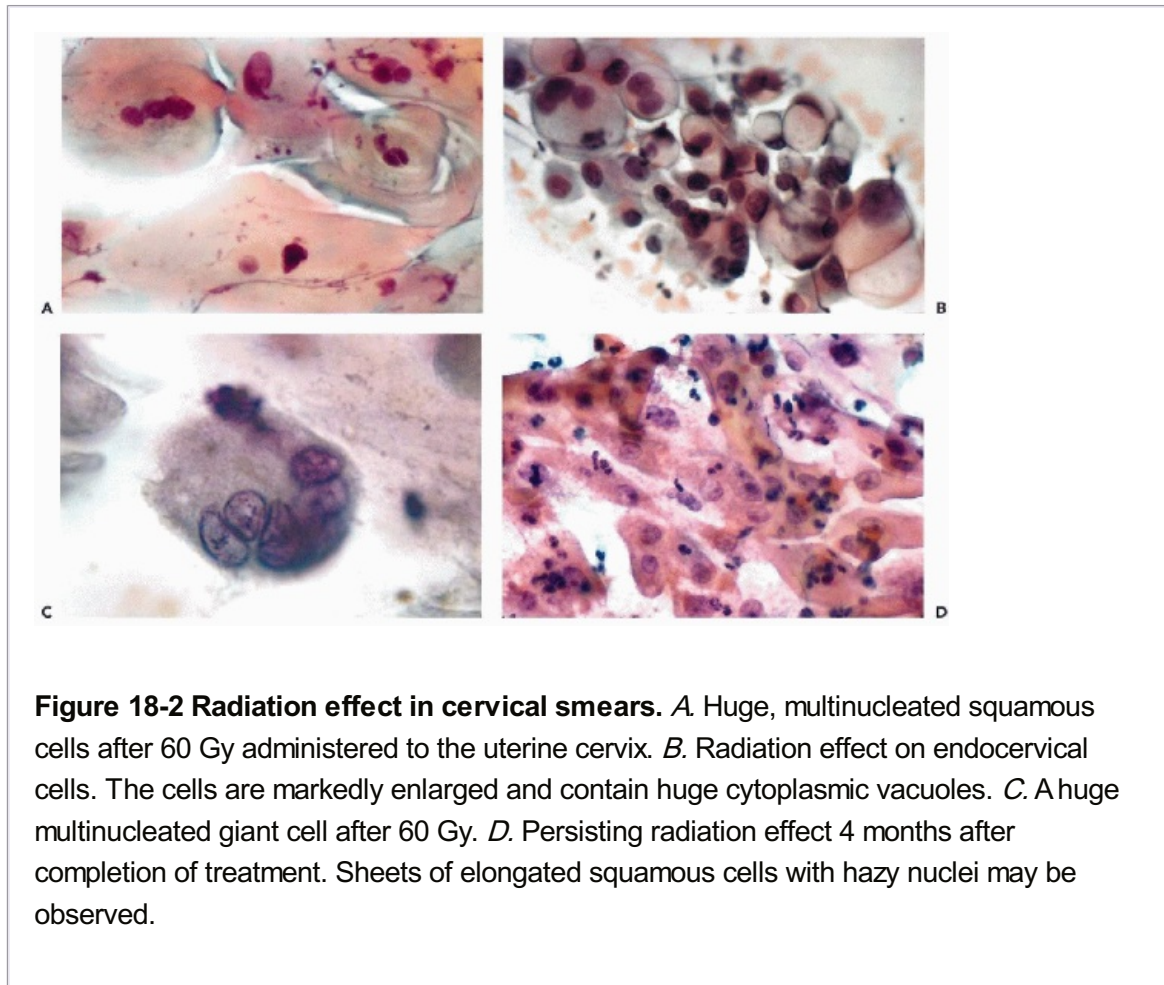 A
B
C
D
Figure 18-2 Radiation effect in cervical smears. A. Huge, multinucleated squamous
cells after 60 Gy administered to the uterine cervix. B. Radiation effect on endocervical
cells. The cells are markedly enlarged and contain huge cytoplasmic vacuoles. C. A huge
multinucleated giant cell after 60 Gy. D. Persisting radiation effect 4 months after
completion of treatment. Sheets of elongated squamous cells with hazy nuclei may be
observed.